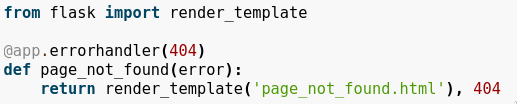 from flask import render_template

@app.errorhandler(404)
def page_not_found(error):
    return render_template('page_not_found.html'), 404